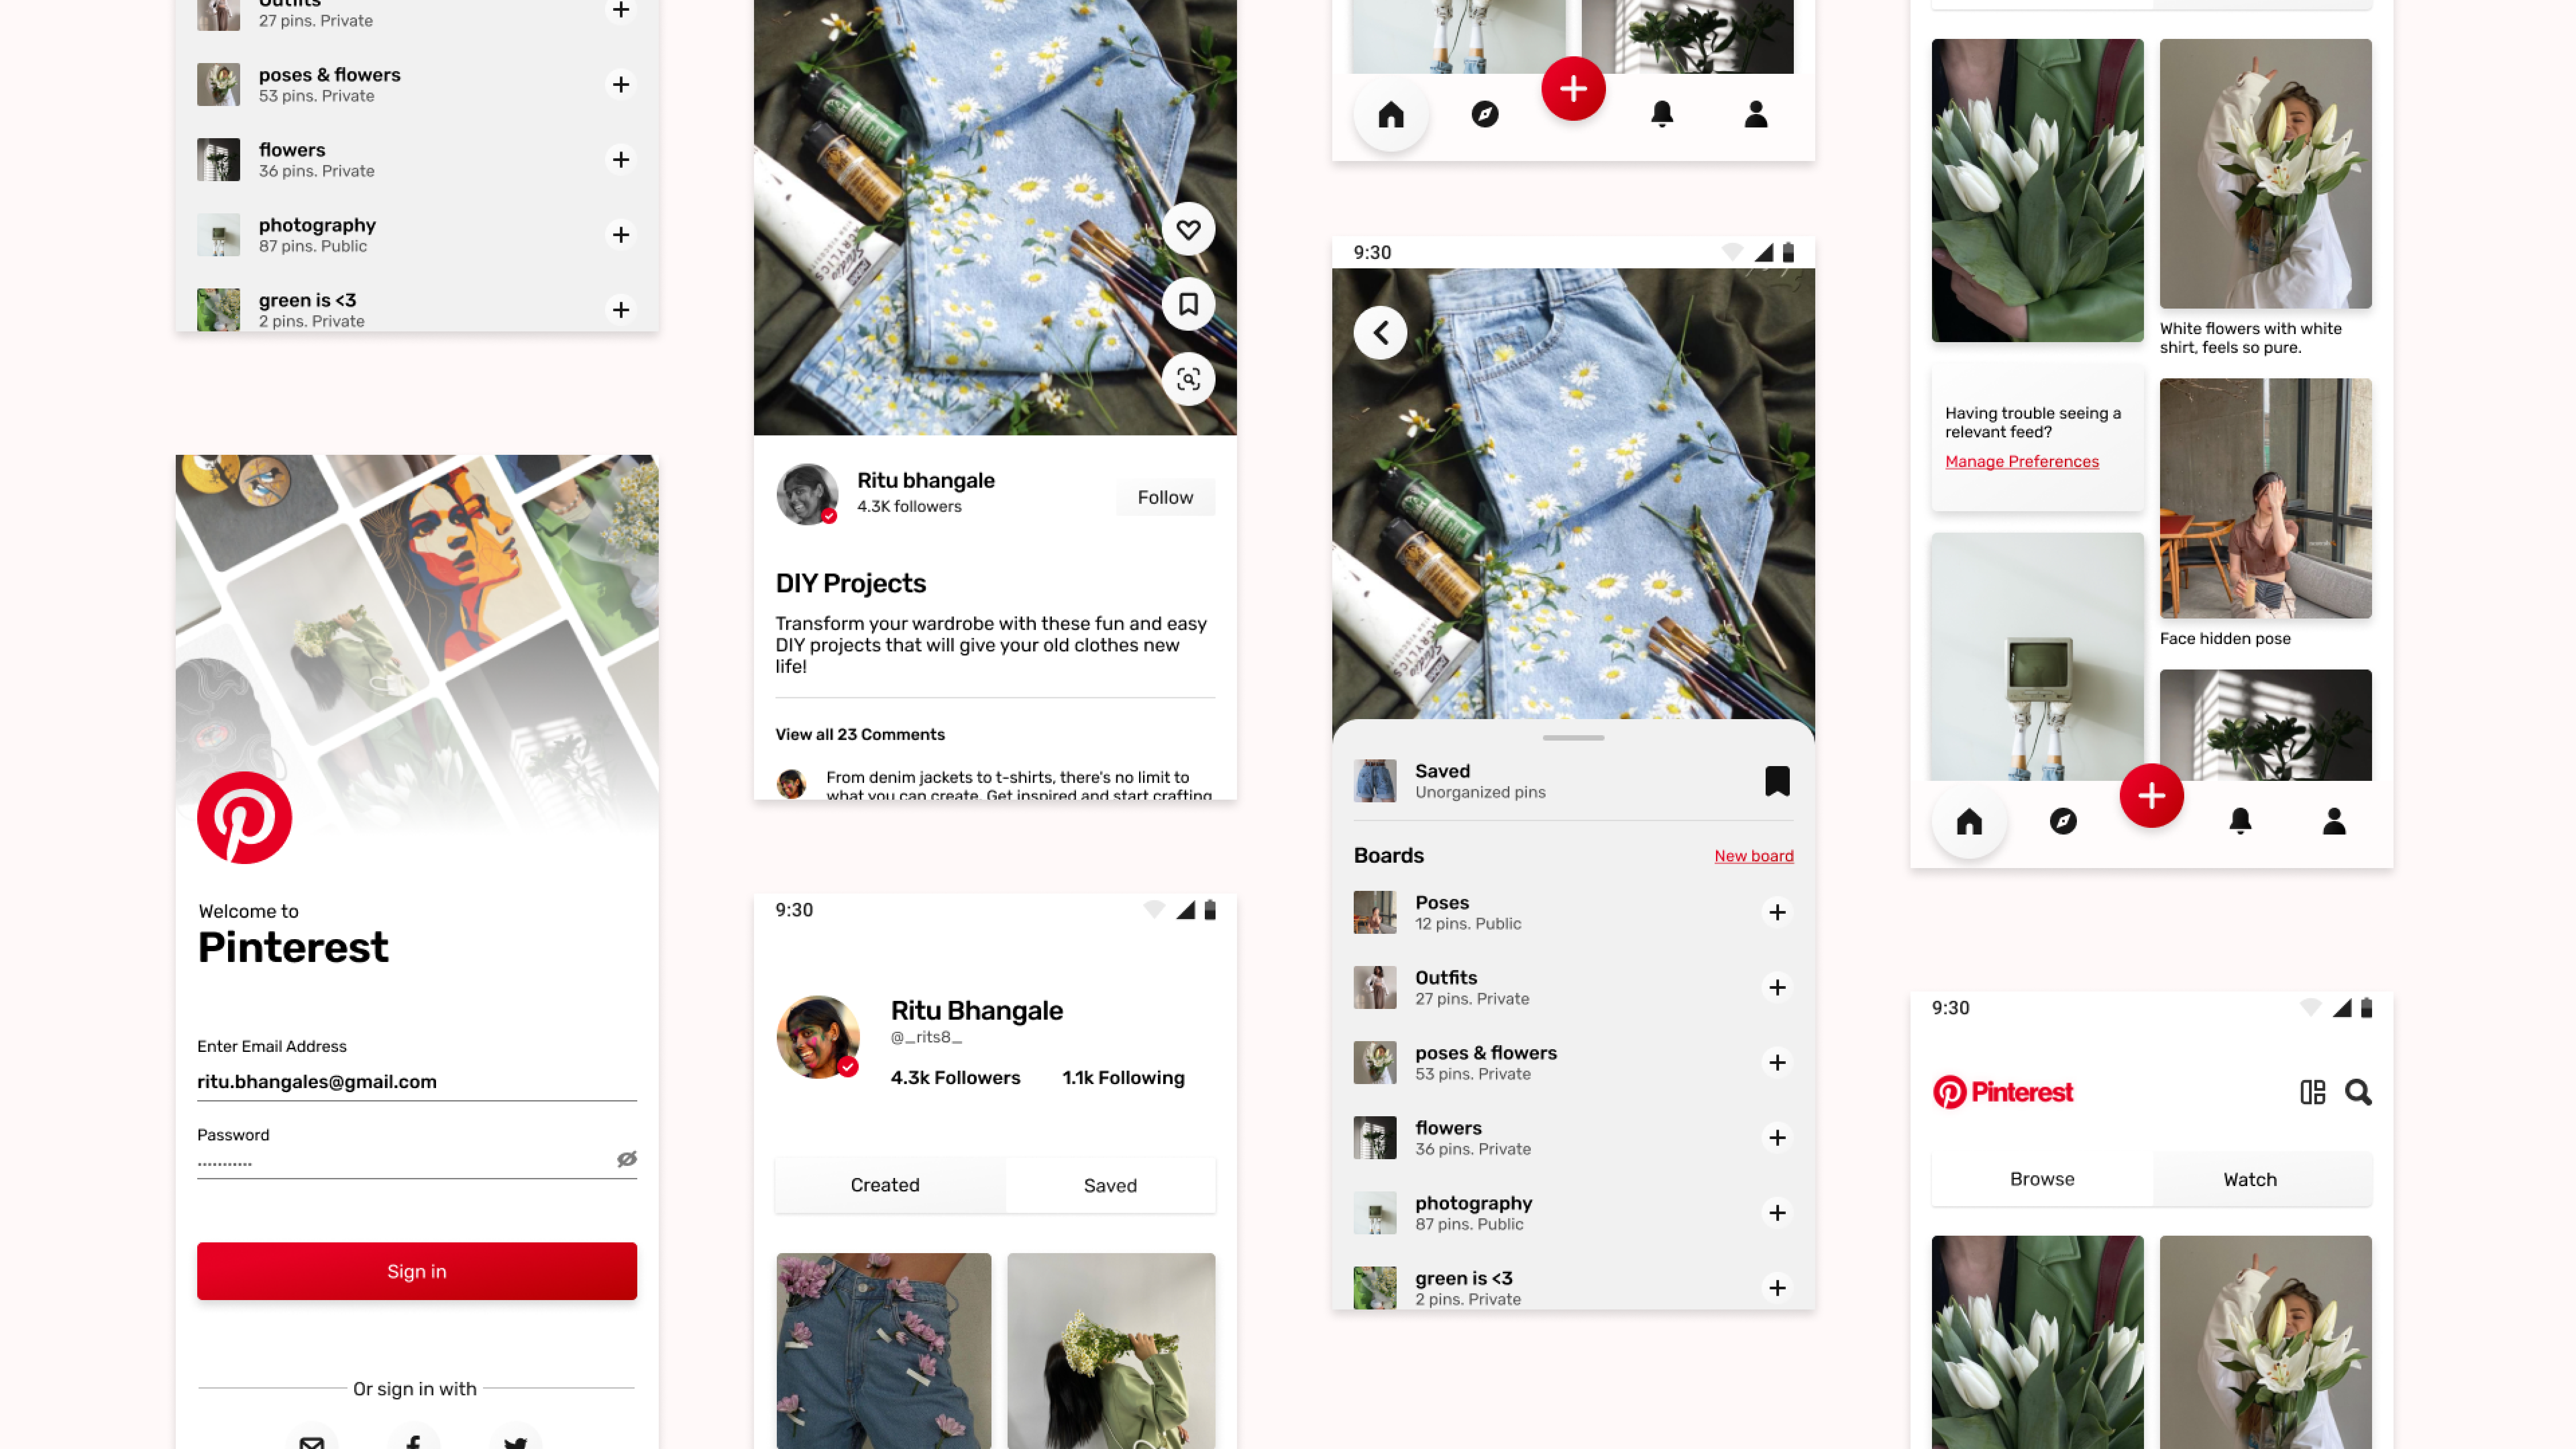 Outfits
27 pins. Private
poses & flowers
53 pins. Private
flowers
36 pins. Private
photography
87 pins. Public
green is <3
2 pins. Private
Welcome to
Pinterest
Enter Email Address
ritu.bhangales@gmail.com
Password
Sign in
Or sign in with
ACRYLICS
Ritu bhangale
4.3K followers
Follow
DIY Projects
Transform your wardrobe with these fun and easy
DIY projects that will give your old clothes new
life!
View all 23 Comments
From denim jackets to t-shirts, there's no limit to
what you can create. Get inspired and start crafting
9:30
Ritu Bhangale
@_rits8_
4.3k Followers
1.1k Following
Created
Saved
9:30
ACRYLICS
Saved
Unorganized pins
Boards
New board
Poses
12 pins. Public
Outfits
27 pins. Private
poses & flowers
53 pins. Private
flowers
36 pins. Private
photography
87 pins. Public
green is <3
2 pins. Private
White flowers with white
shirt, feels so pure.
Having trouble seeing a
relevant feed?
Manage Preferences
Face hidden pose
9:30
Pinterest
Browse
Watch